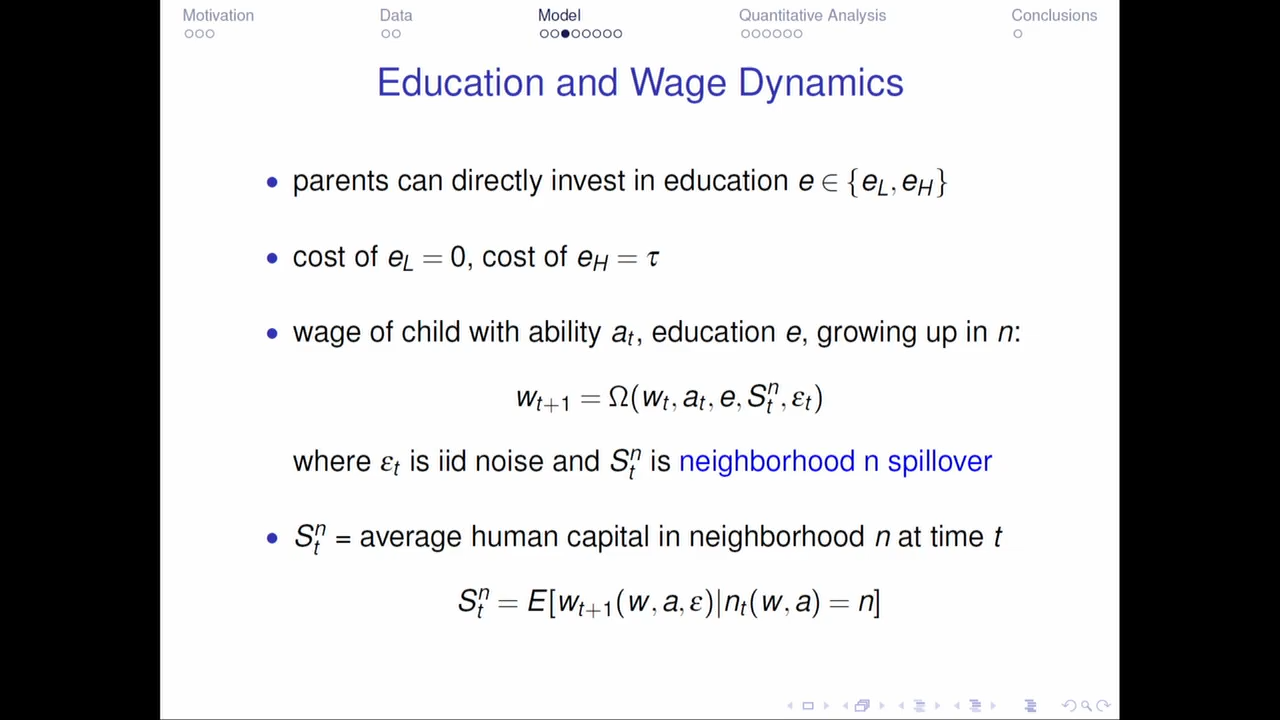 Motivation Data Model Quantitative Analysis Conclusions
Education and Wage Dynamics
• parents can directly invest in education e ∈ {e_L, e_H}
• cost of e_L = 0, cost of e_H = τ
• wage of child with ability a_t, education e, growing up in n:
w_{t+1} = Ω(w_t, a_t, e, S_t^n, ε_t)
where ε_t is iid noise and S_t^n is neighborhood n spillover
• S_t^n = average human capital in neighborhood n at time t
S_t^n = E[w_{t+1}(w, a, ε)|n_t(w, a) = n]